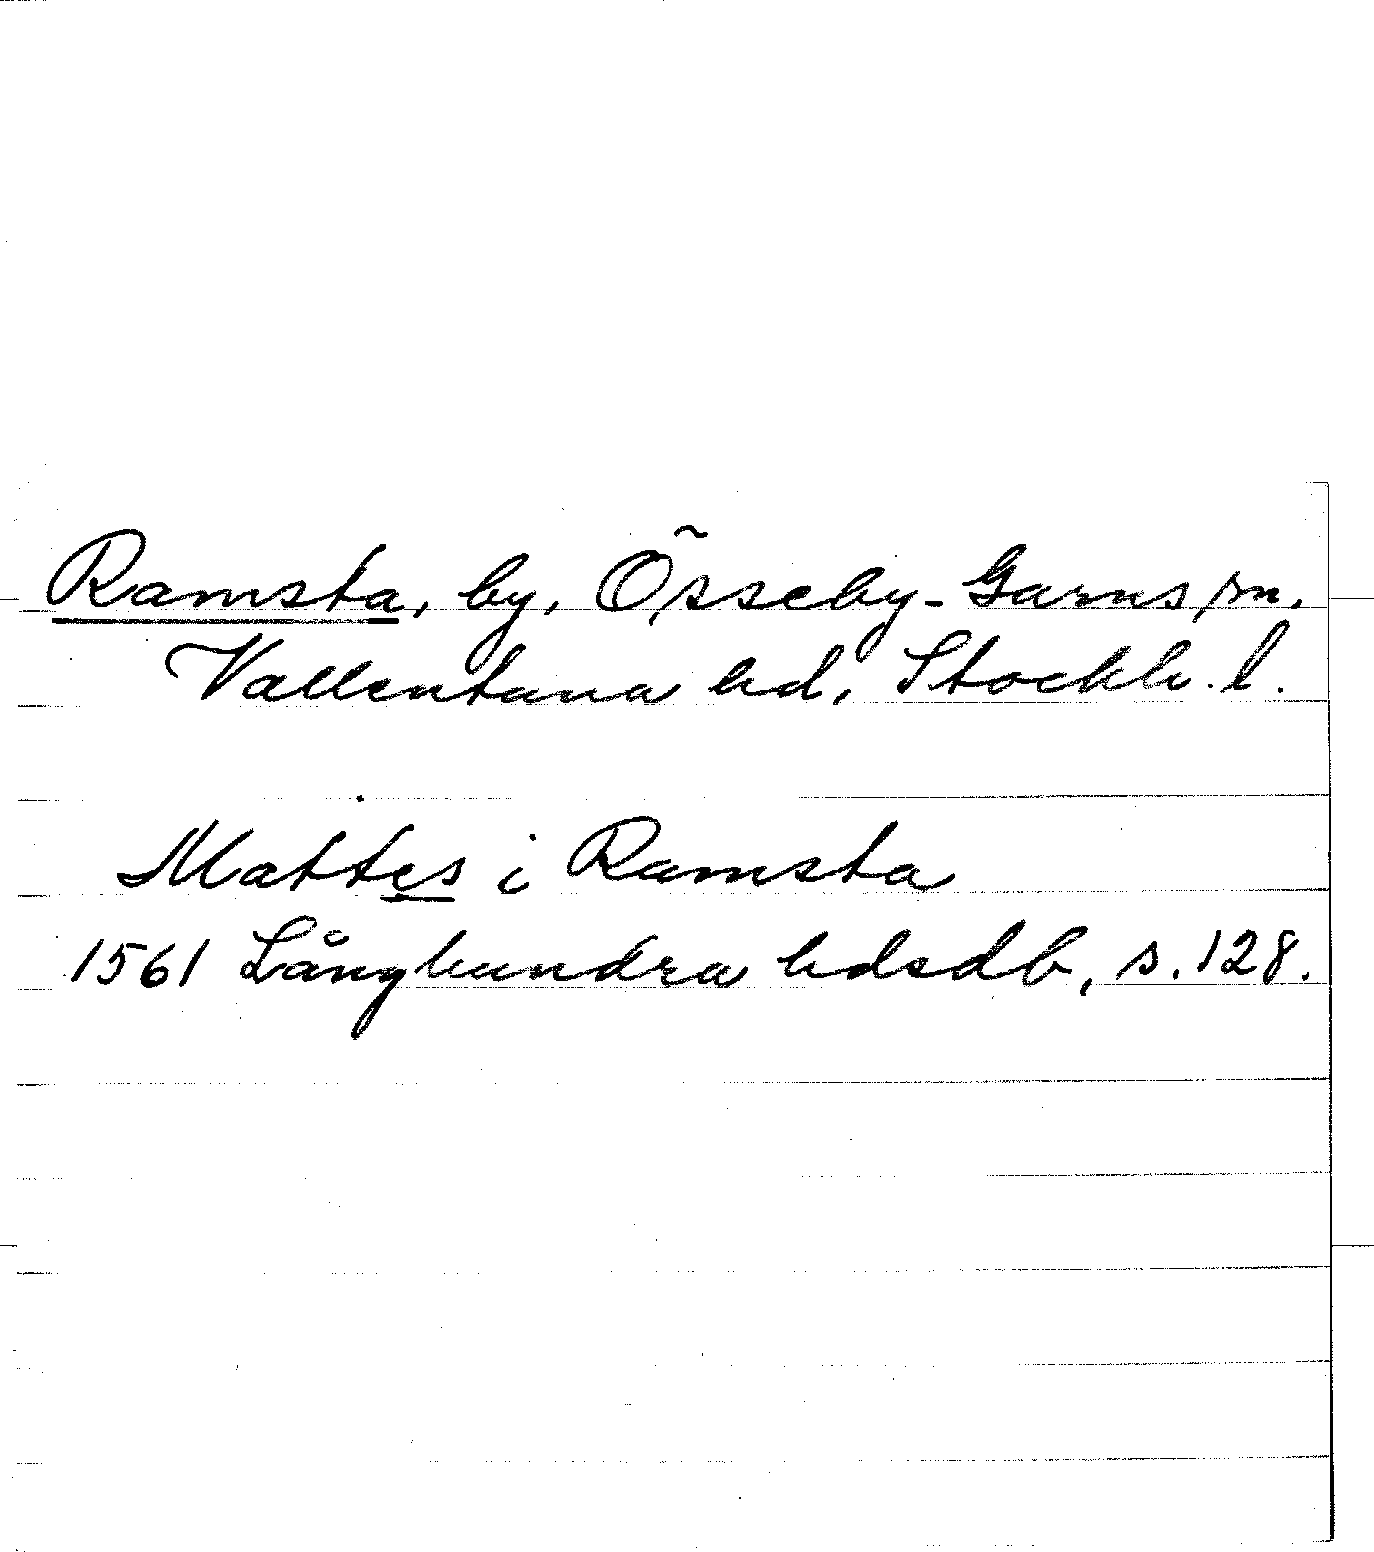 Ramsta, by, Össeby-Garns sn.
Vallentuna hd, Stockh. l.
Mattes i Ramsta
1561 Långhundra hdsdb, s. 128.